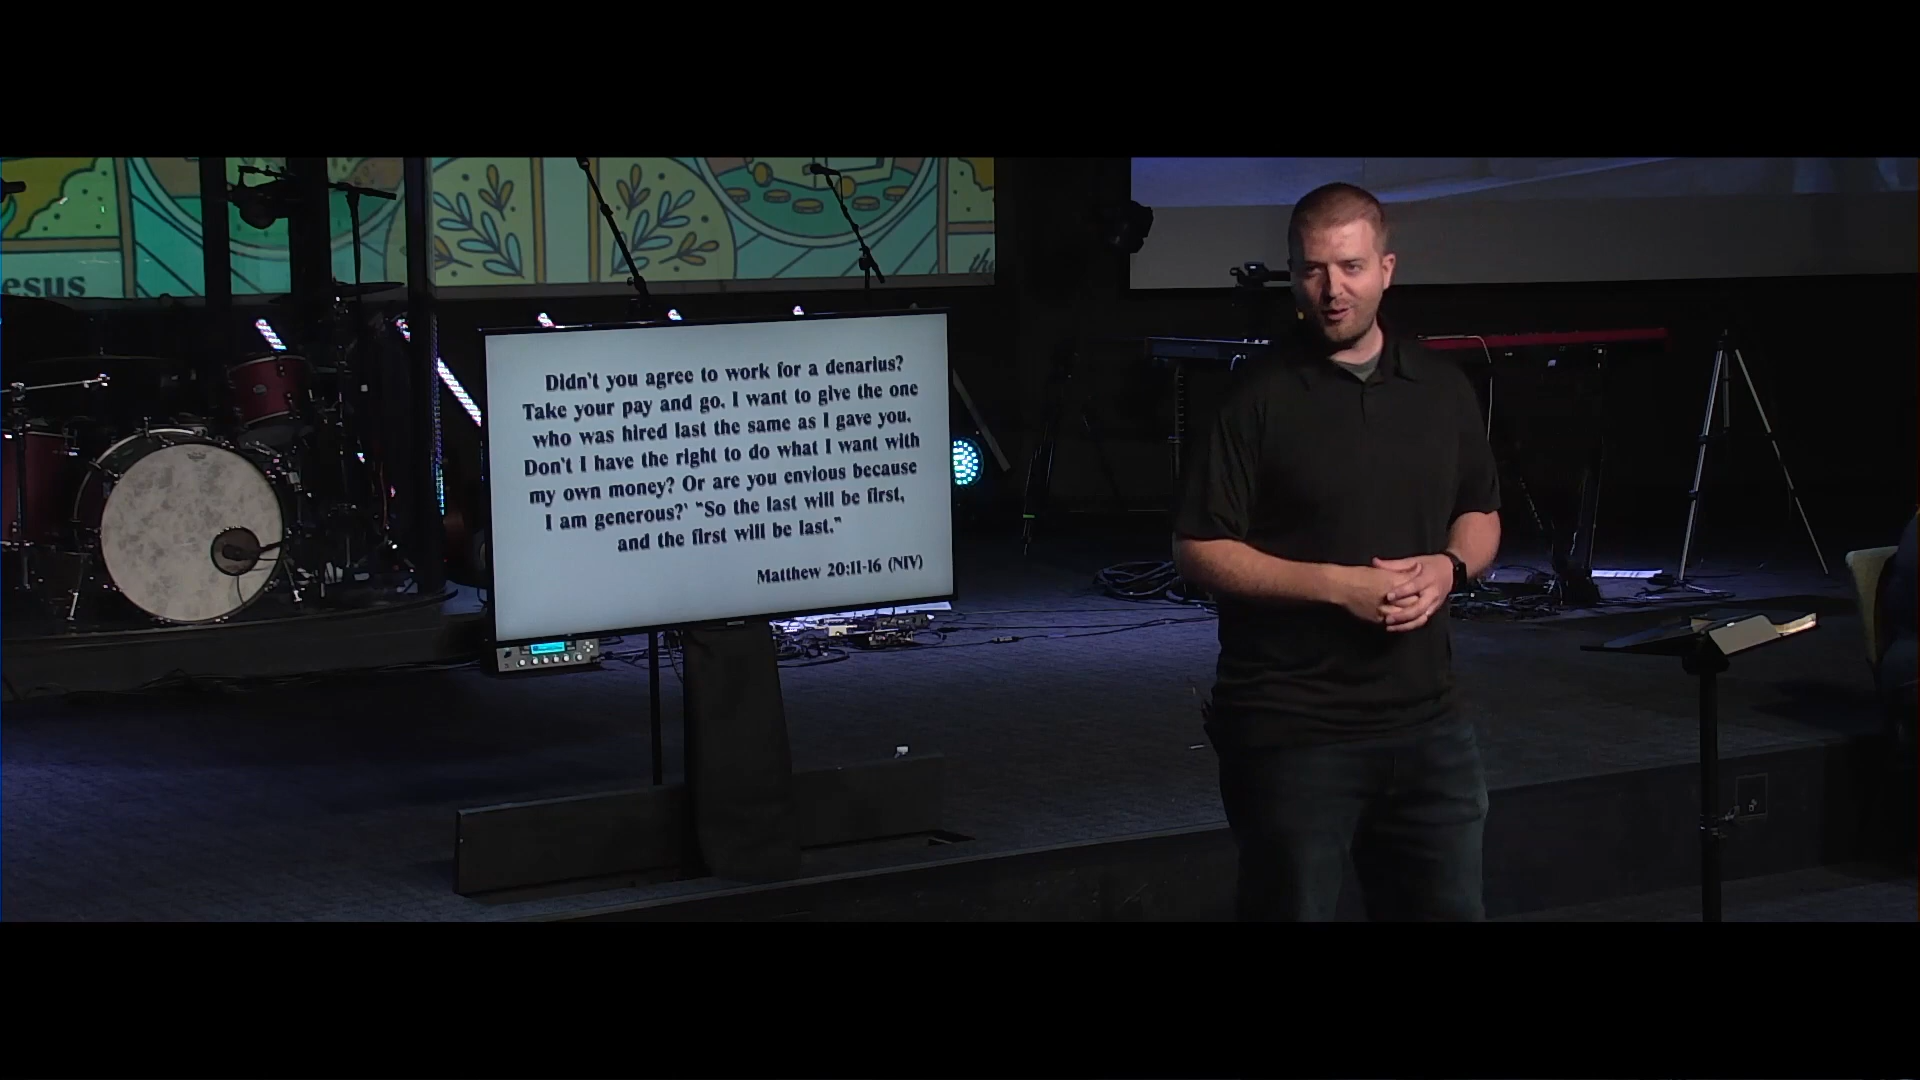 esus
the
Didn't you agree to work for a denarius?
Take your pay and go. I want to give the one
who was hired last the same as I gave you.
Don't I have the right to do what I want with
my own money? Or are you envious because
I am generous?' "So the last will be first,
and the first will be last."
Matthew 20:11-16 (NIV)